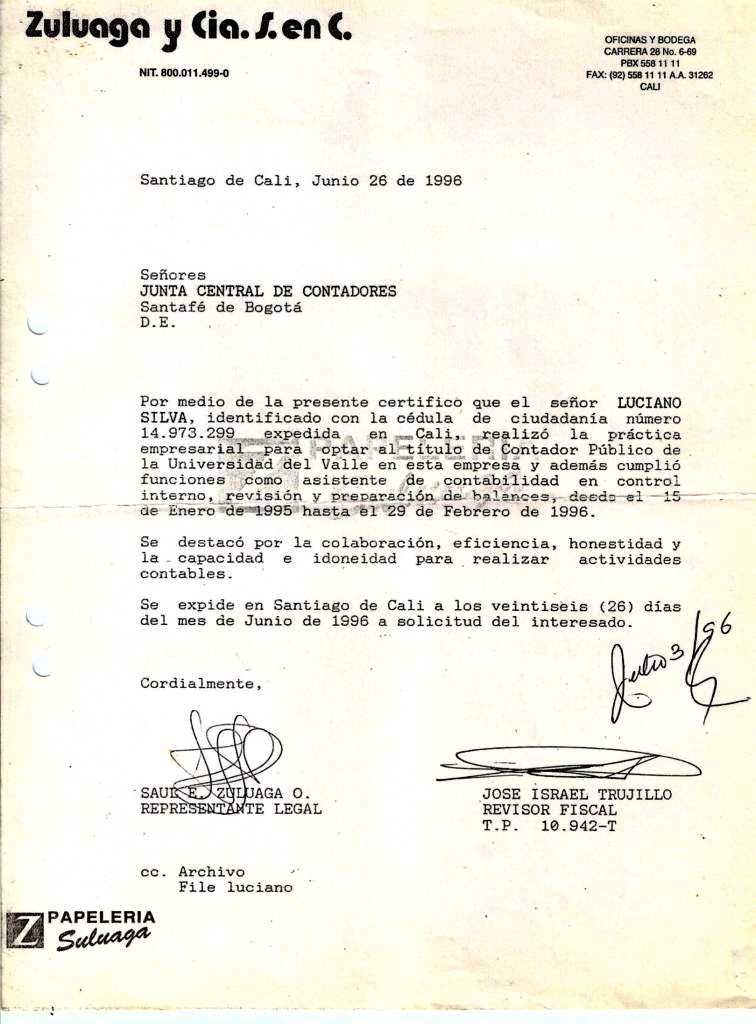 Zuluaga y Cia. S. en C.
NIT. 800.011.499-0
OFICINAS Y BODEGA
CARRERA 28 No. 6-69
PBX 558 11 11
FAX: (92) 558 11 11 A.A. 31262
CALI
Santiago de Cali, Junio 26 de 1996
Señores
JUNTA CENTRAL DE CONTADORES
Santafé de Bogotá
D.E.
Por medio de la presente certifico que el señor LUCIANO
SILVA, identificado con la cédula de ciudadanía número
14.973.299 expedida en Cali, realizó la práctica
empresarial para optar al título de Contador Público de
la Universidad del Valle en esta empresa y además cumplió
funciones como asistente de contabilidad en control
interno, revisión y preparación de balances, desde el 15
de Enero de 1995 hasta el 29 de Febrero de 1996.
Se destacó por la colaboración, eficiencia, honestidad y
la capacidad e idoneidad para realizar actividades
contables.
Se expide en Santiago de Cali a los veintiseis (26) días
del mes de Junio de 1996 a solicitud del interesado.
Julio 3/96
Cordialmente,
SAUL E. ZULUAGA O.
REPRESENTANTE LEGAL
JOSE ISRAEL TRUJILLO
REVISOR FISCAL
T.P. 10.942-T
cc. Archivo
File luciano
Z PAPELERIA
Suluaga